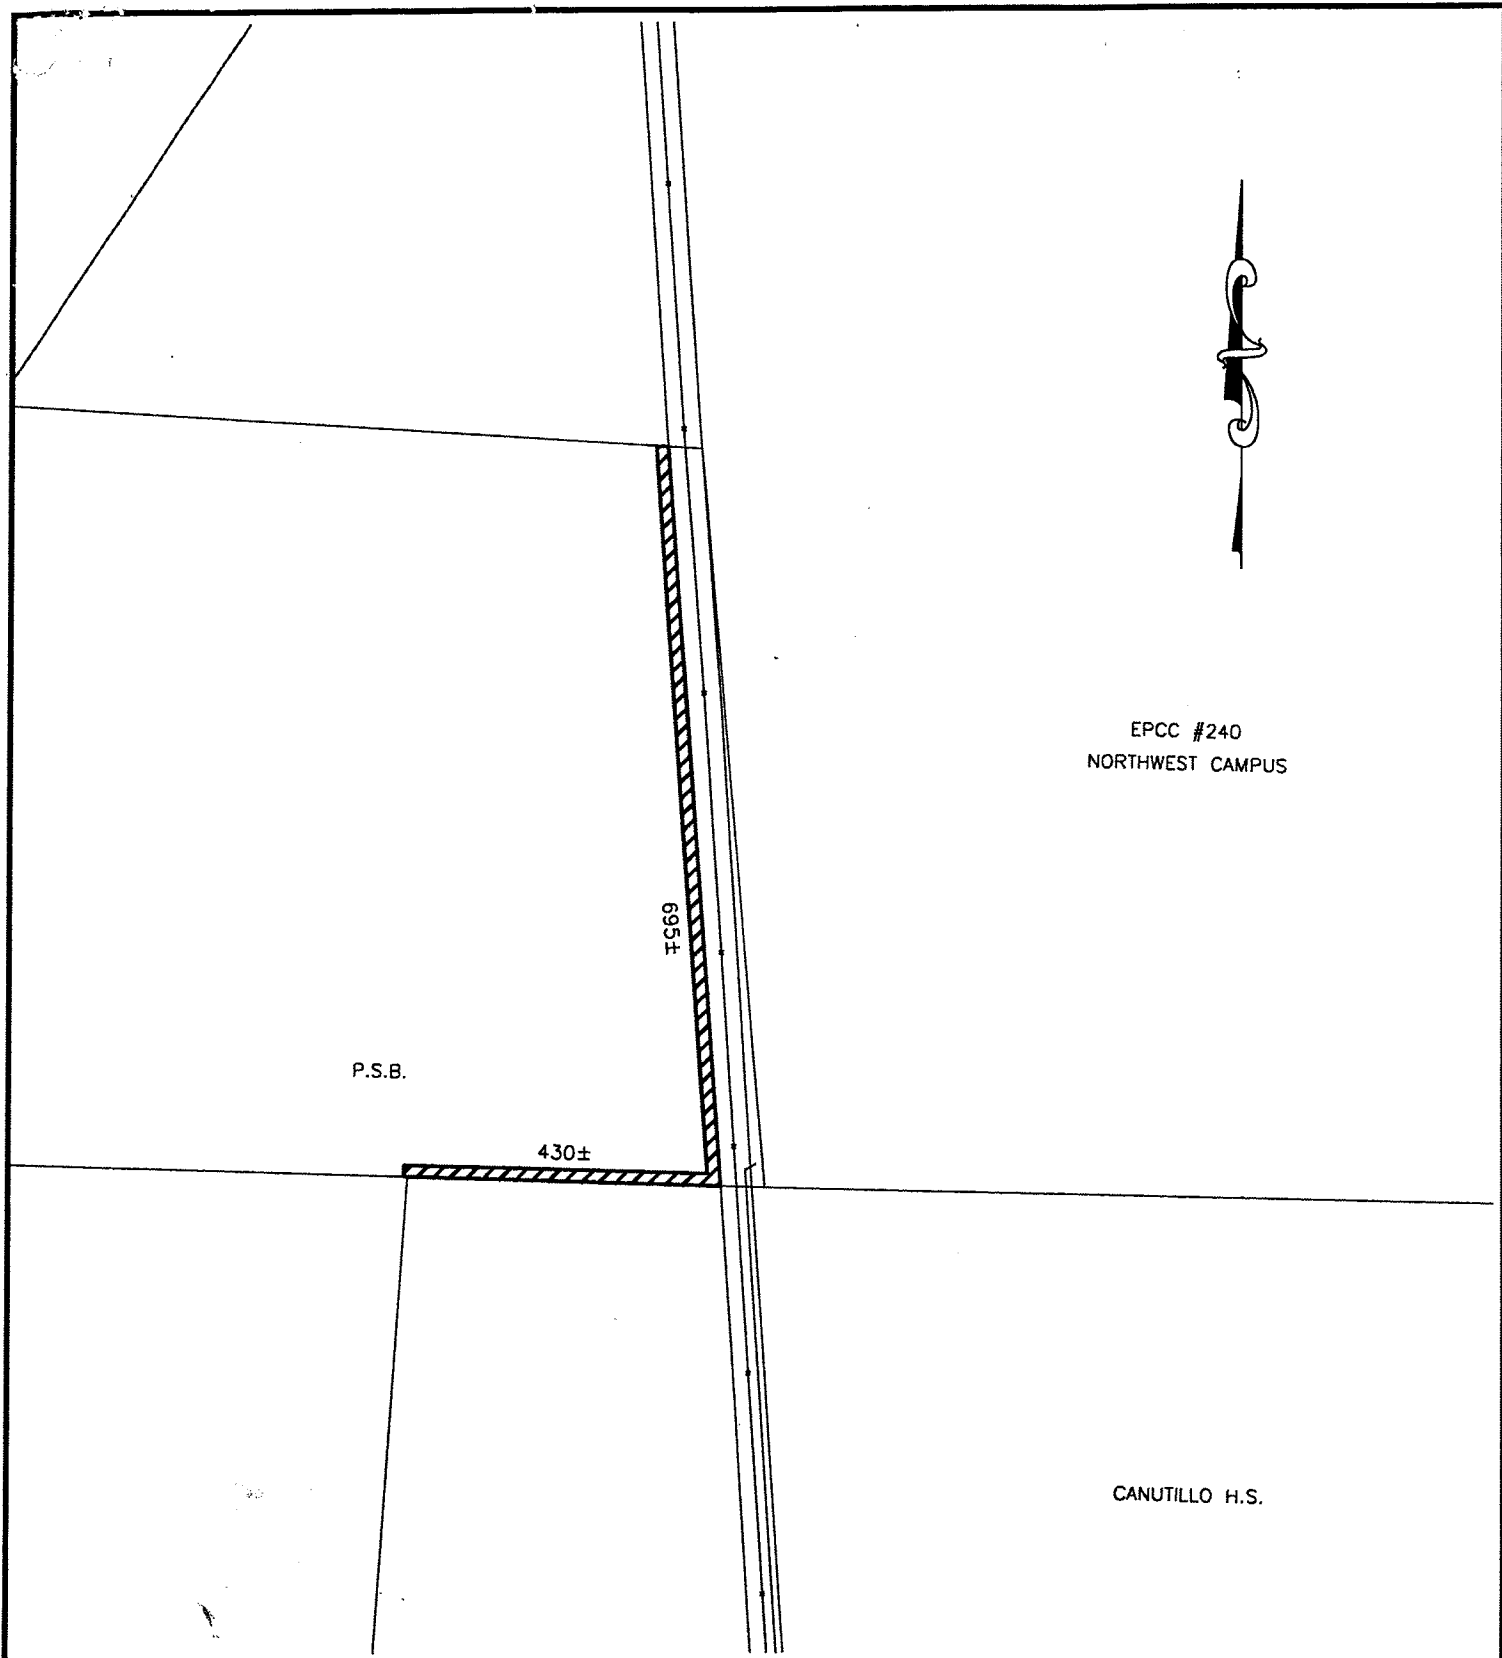 EPCC #240
NORTHWEST CAMPUS
695±
P.S.B.
430±
CANUTILLO H.S.